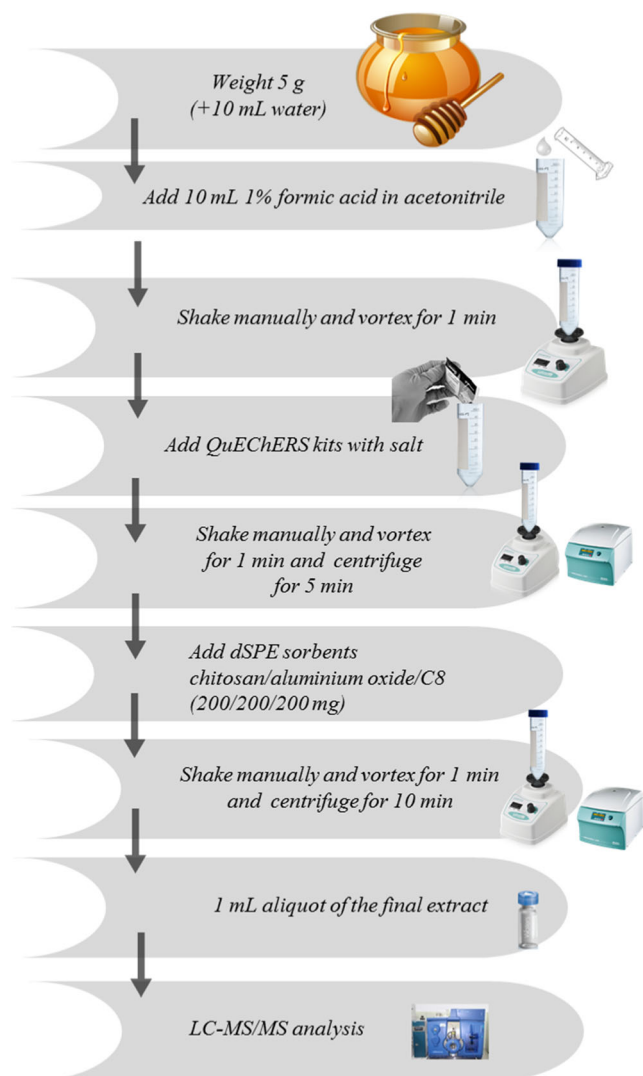 Weight 5 g
(+10 mL water)
Add 10 mL 1% formic acid in acetonitrile
Shake manually and vortex for 1 min
Add QuEChERS kits with salt
Shake manually and vortex
for 1 min and centrifuge
for 5 min
Add dSPE sorbents
chitosan/aluminium oxide/C8
(200/200/200 mg)
Shake manually and vortex for 1 min
and centrifuge for 10 min
1 mL aliquot of the final extract
LC-MS/MS analysis